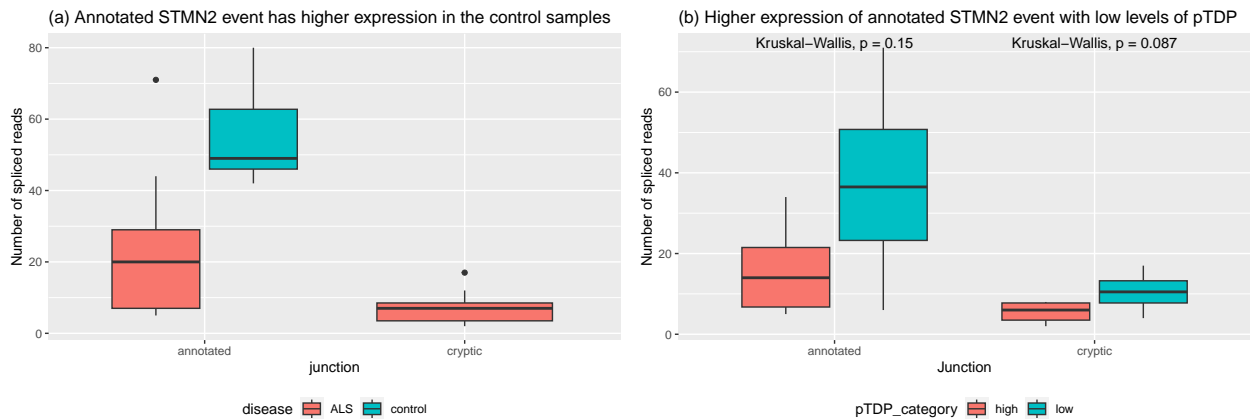 (a) Annotated STMN2 event has higher expression in the control samples
80
60
40
20
0
Number of spliced reads
annotated
cryptic
junction
disease ALS control
(b) Higher expression of annotated STMN2 event with low levels of pTDP
Kruskal−Wallis, p = 0.15
Kruskal−Wallis, p = 0.087
60
40
20
0
Number of spliced reads
annotated
cryptic
Junction
pTDP_category high low